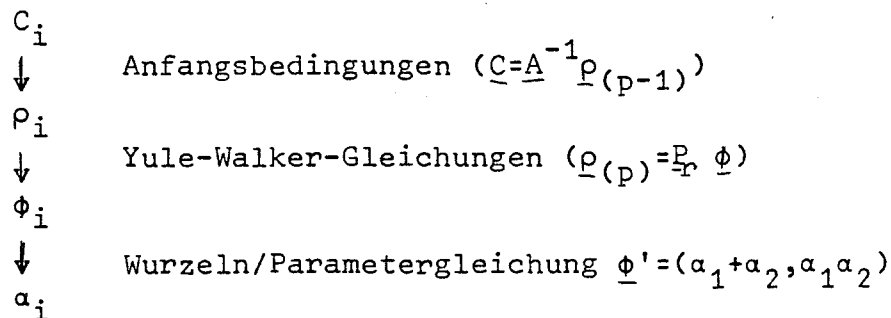 C_i
↓ Anfangsbedingungen (C=A^-1 ρ_(p-1))
ρ_i
↓ Yule-Walker-Gleichungen (ρ_(p)=P_r Φ)
Φ_i
↓ Wurzeln/Parametergleichung Φ'=(α_1+α_2,α_1α_2)
α_i